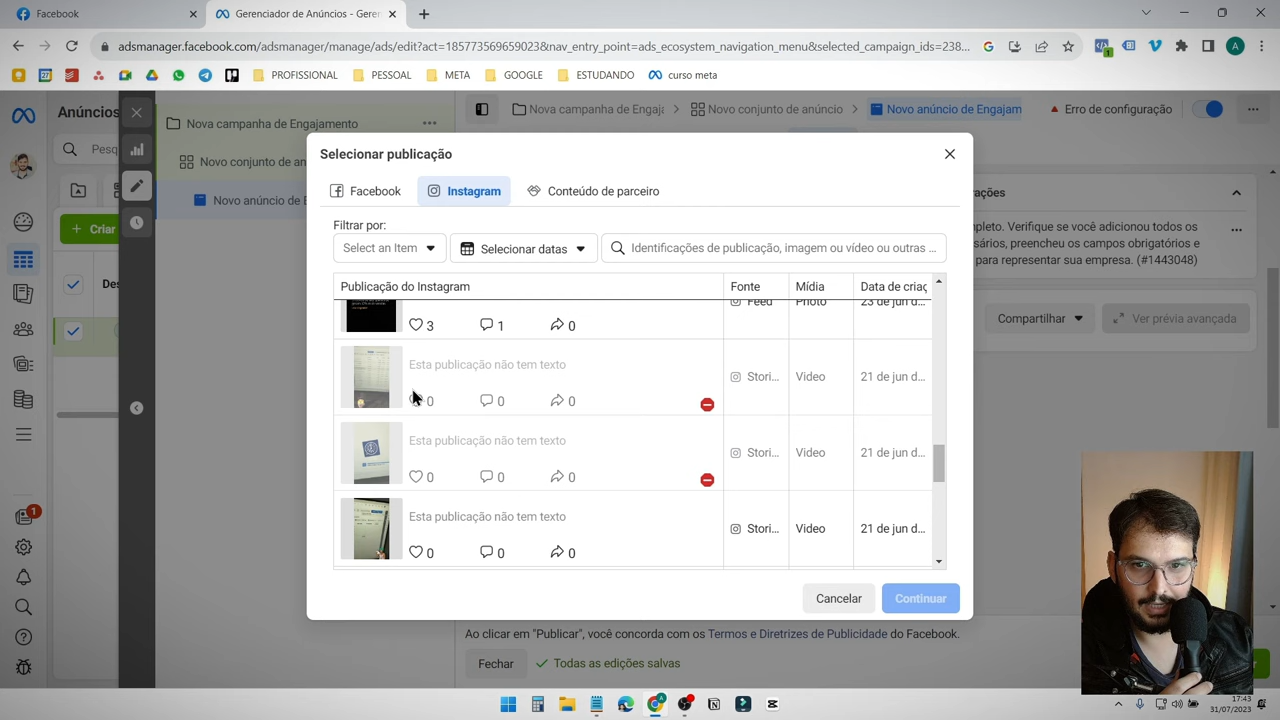 Facebook
Gerenciador de Anúncios - Geren
adsmanager.facebook.com/adsmanager/manage/ads/edit?act=1857735696590023&nav_entry_point=ads_ecosystem_navigation_menu&selected_campaign_ids=238...
PROFISSIONAL
PESSOAL
META
GOOGLE
ESTUDANDO
curso meta
Anúncios
Nova campanha de Engajamento
Nova campanha de Engaja
Novo conjunto de anúncio
Novo anúncio de Engajam
Erro de configuração
Pesq
Novo conjunto de an
Novo anúncio de E
Criar
Des
Selecionar publicação
Facebook
Instagram
Conteúdo de parceiro
Filtrar por:
Select an Item
Selecionar datas
Identificações de publicação, imagem ou vídeo ou outras ...
Publicação do Instagram
Fonte
Mídia
Data de criaç
3
1
0
Feed
Photo
23 de jun d...
Esta publicação não tem texto
0
0
0
Stori...
Video
21 de jun d...
Esta publicação não tem texto
0
0
0
Stori...
Video
21 de jun d...
Esta publicação não tem texto
0
0
0
Stori...
Video
21 de jun d...
Cancelar
Continuar
rações
pleto. Verifique se você adicionou todos os
sários, preencheu os campos obrigatórios e
para representar sua empresa. (#1443048)
Compartilhar
Ver prévia avançada
Ao clicar em "Publicar", você concorda com os Termos e Diretrizes de Publicidade do Facebook.
Fechar
Todas as edições salvas
1
17:43
31/07/2023